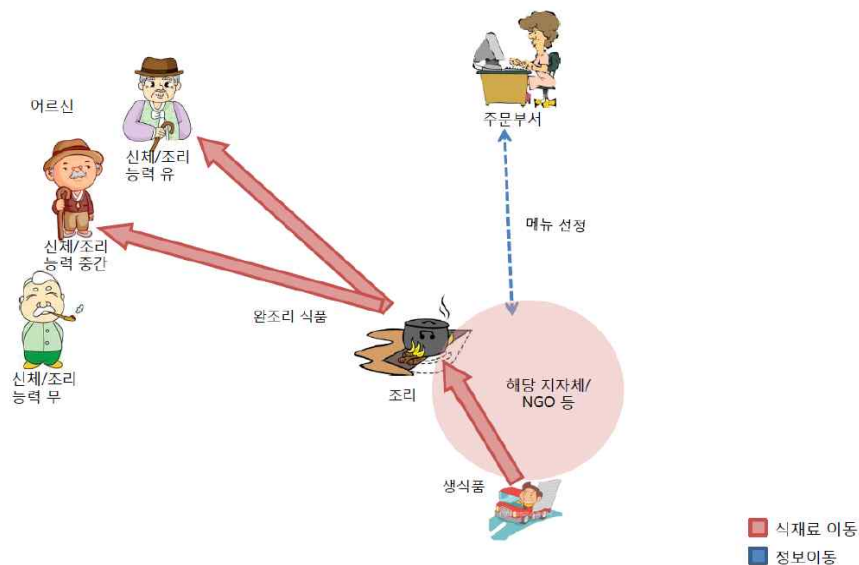 어르신
신체/조리
능력 유
신체/조리
능력 중간
신체/조리
능력 무
주문부서
메뉴 선정
완조리 식품
조리
해당 지자체/
NGO 등
생식품
식재료 이동
정보이동